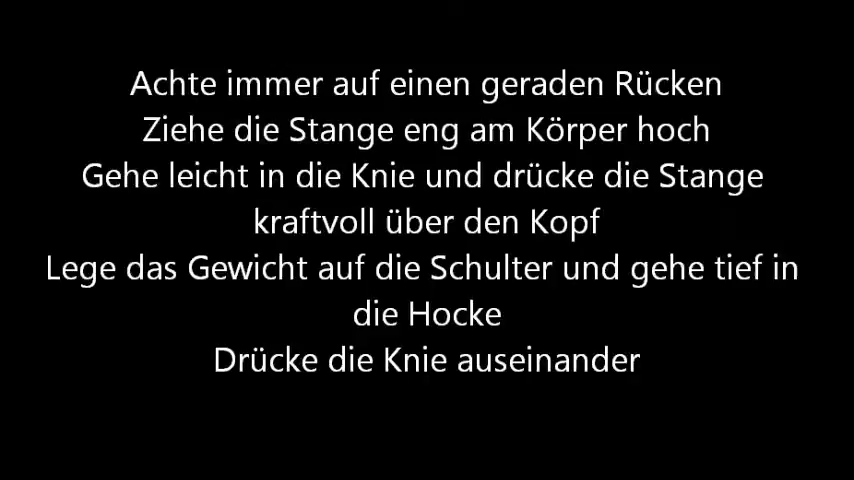 Achte immer auf einen geraden Rücken
Ziehe die Stange eng am Körper hoch
Gehe leicht in die Knie und drücke die Stange
kraftvoll über den Kopf
Lege das Gewicht auf die Schulter und gehe tief in
die Hocke
Drücke die Knie auseinander